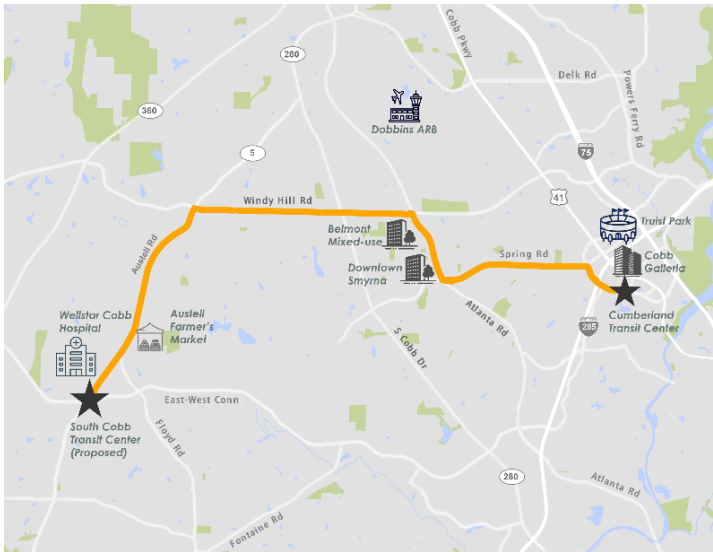 Cobb Pkwy
280
Delk Rd
Powers Ferry Rd
360
Dobbins ARB
5
75
41
Windy Hill Rd
Truist Park
Belmont
Mixed-use
Austell Rd
Spring Rd
Cobb
Galleria
Downtown
Smyrna
Wellstar Cobb
Hospital
Austell
Farmer's
Market
Atlanta Rd
Cumberland
Transit Center
285
S Cobb Dr
East-West Conn
South Cobb
Transit Center
(Proposed)
Floyd Rd
280
Atlanta Rd
Fontaine Rd